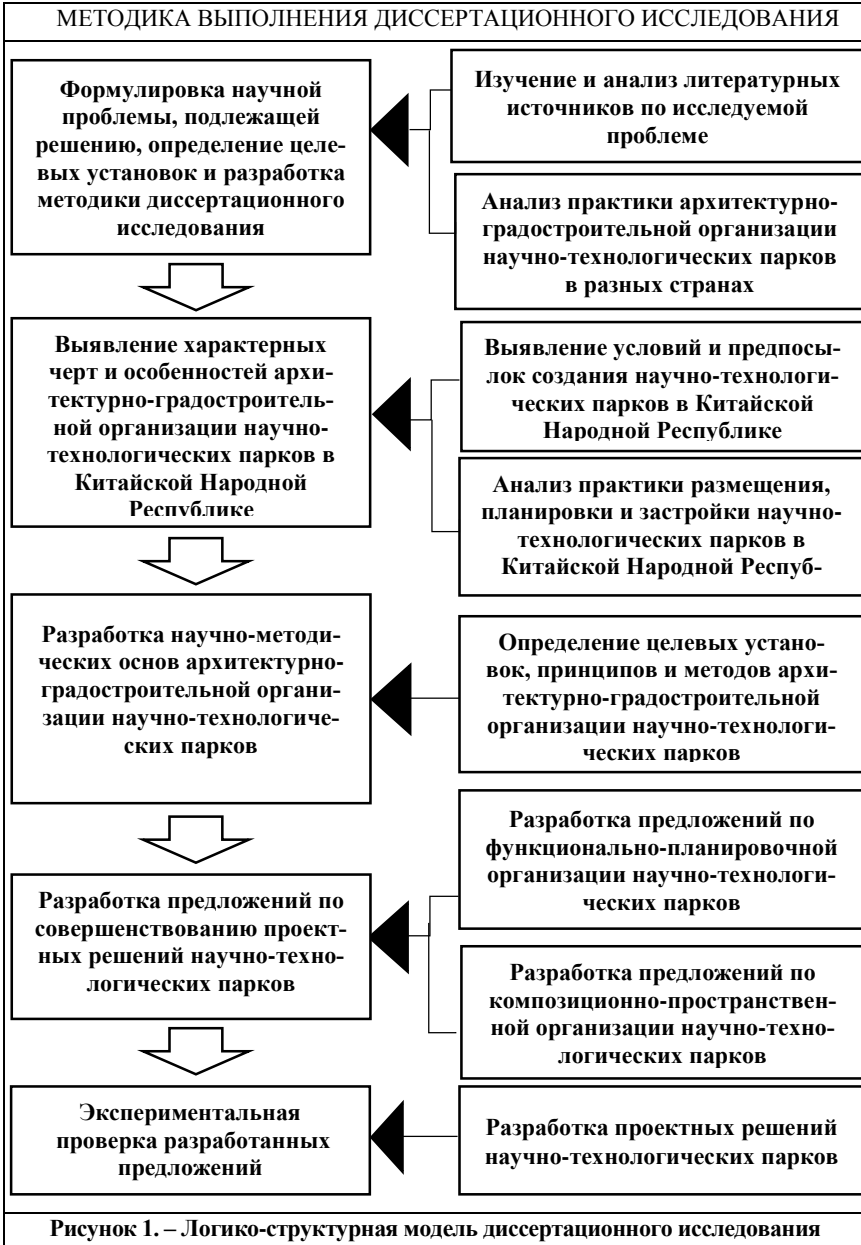 МЕТОДИКА ВЫПОЛНЕНИЯ ДИССЕРТАЦИОННОГО ИССЛЕДОВАНИЯ
Формулировка научной
проблемы, подлежащей
решению, определение целе-
вых установок и разработка
методики диссертационного
исследования
Изучение и анализ литературных
источников по исследуемой
проблеме
Анализ практики архитектурно-
градостроительной организации
научно-технологических парков
в разных странах
Выявление характерных
черт и особенностей архи-
тектурно-градостроитель-
ной организации научно-
технологических парков в
Китайской Народной
Республике
Выявление условий и предпосы-
лок создания научно-технологи-
ческих парков в Китайской
Народной Республике
Анализ практики размещения,
планировки и застройки научно-
технологических парков в
Китайской Народной Респуб-
Разработка научно-методи-
ческих основ архитектурно-
градостроительной органи-
зации научно-технологиче-
ских парков
Определение целевых устано-
вок, принципов и методов архи-
тектурно-градостроительной
организации научно-технологи-
ческих парков
Разработка предложений по
совершенствованию проект-
ных решений научно-техно-
логических парков
Разработка предложений по
функционально-планировочной
организации научно-технологи-
ческих парков
Разработка предложений по
композиционно-пространствен-
ной организации научно-техно-
логических парков
Экспериментальная
проверка разработанных
предложений
Разработка проектных решений
научно-технологических парков
Рисунок 1. – Логико-структурная модель диссертационного исследования